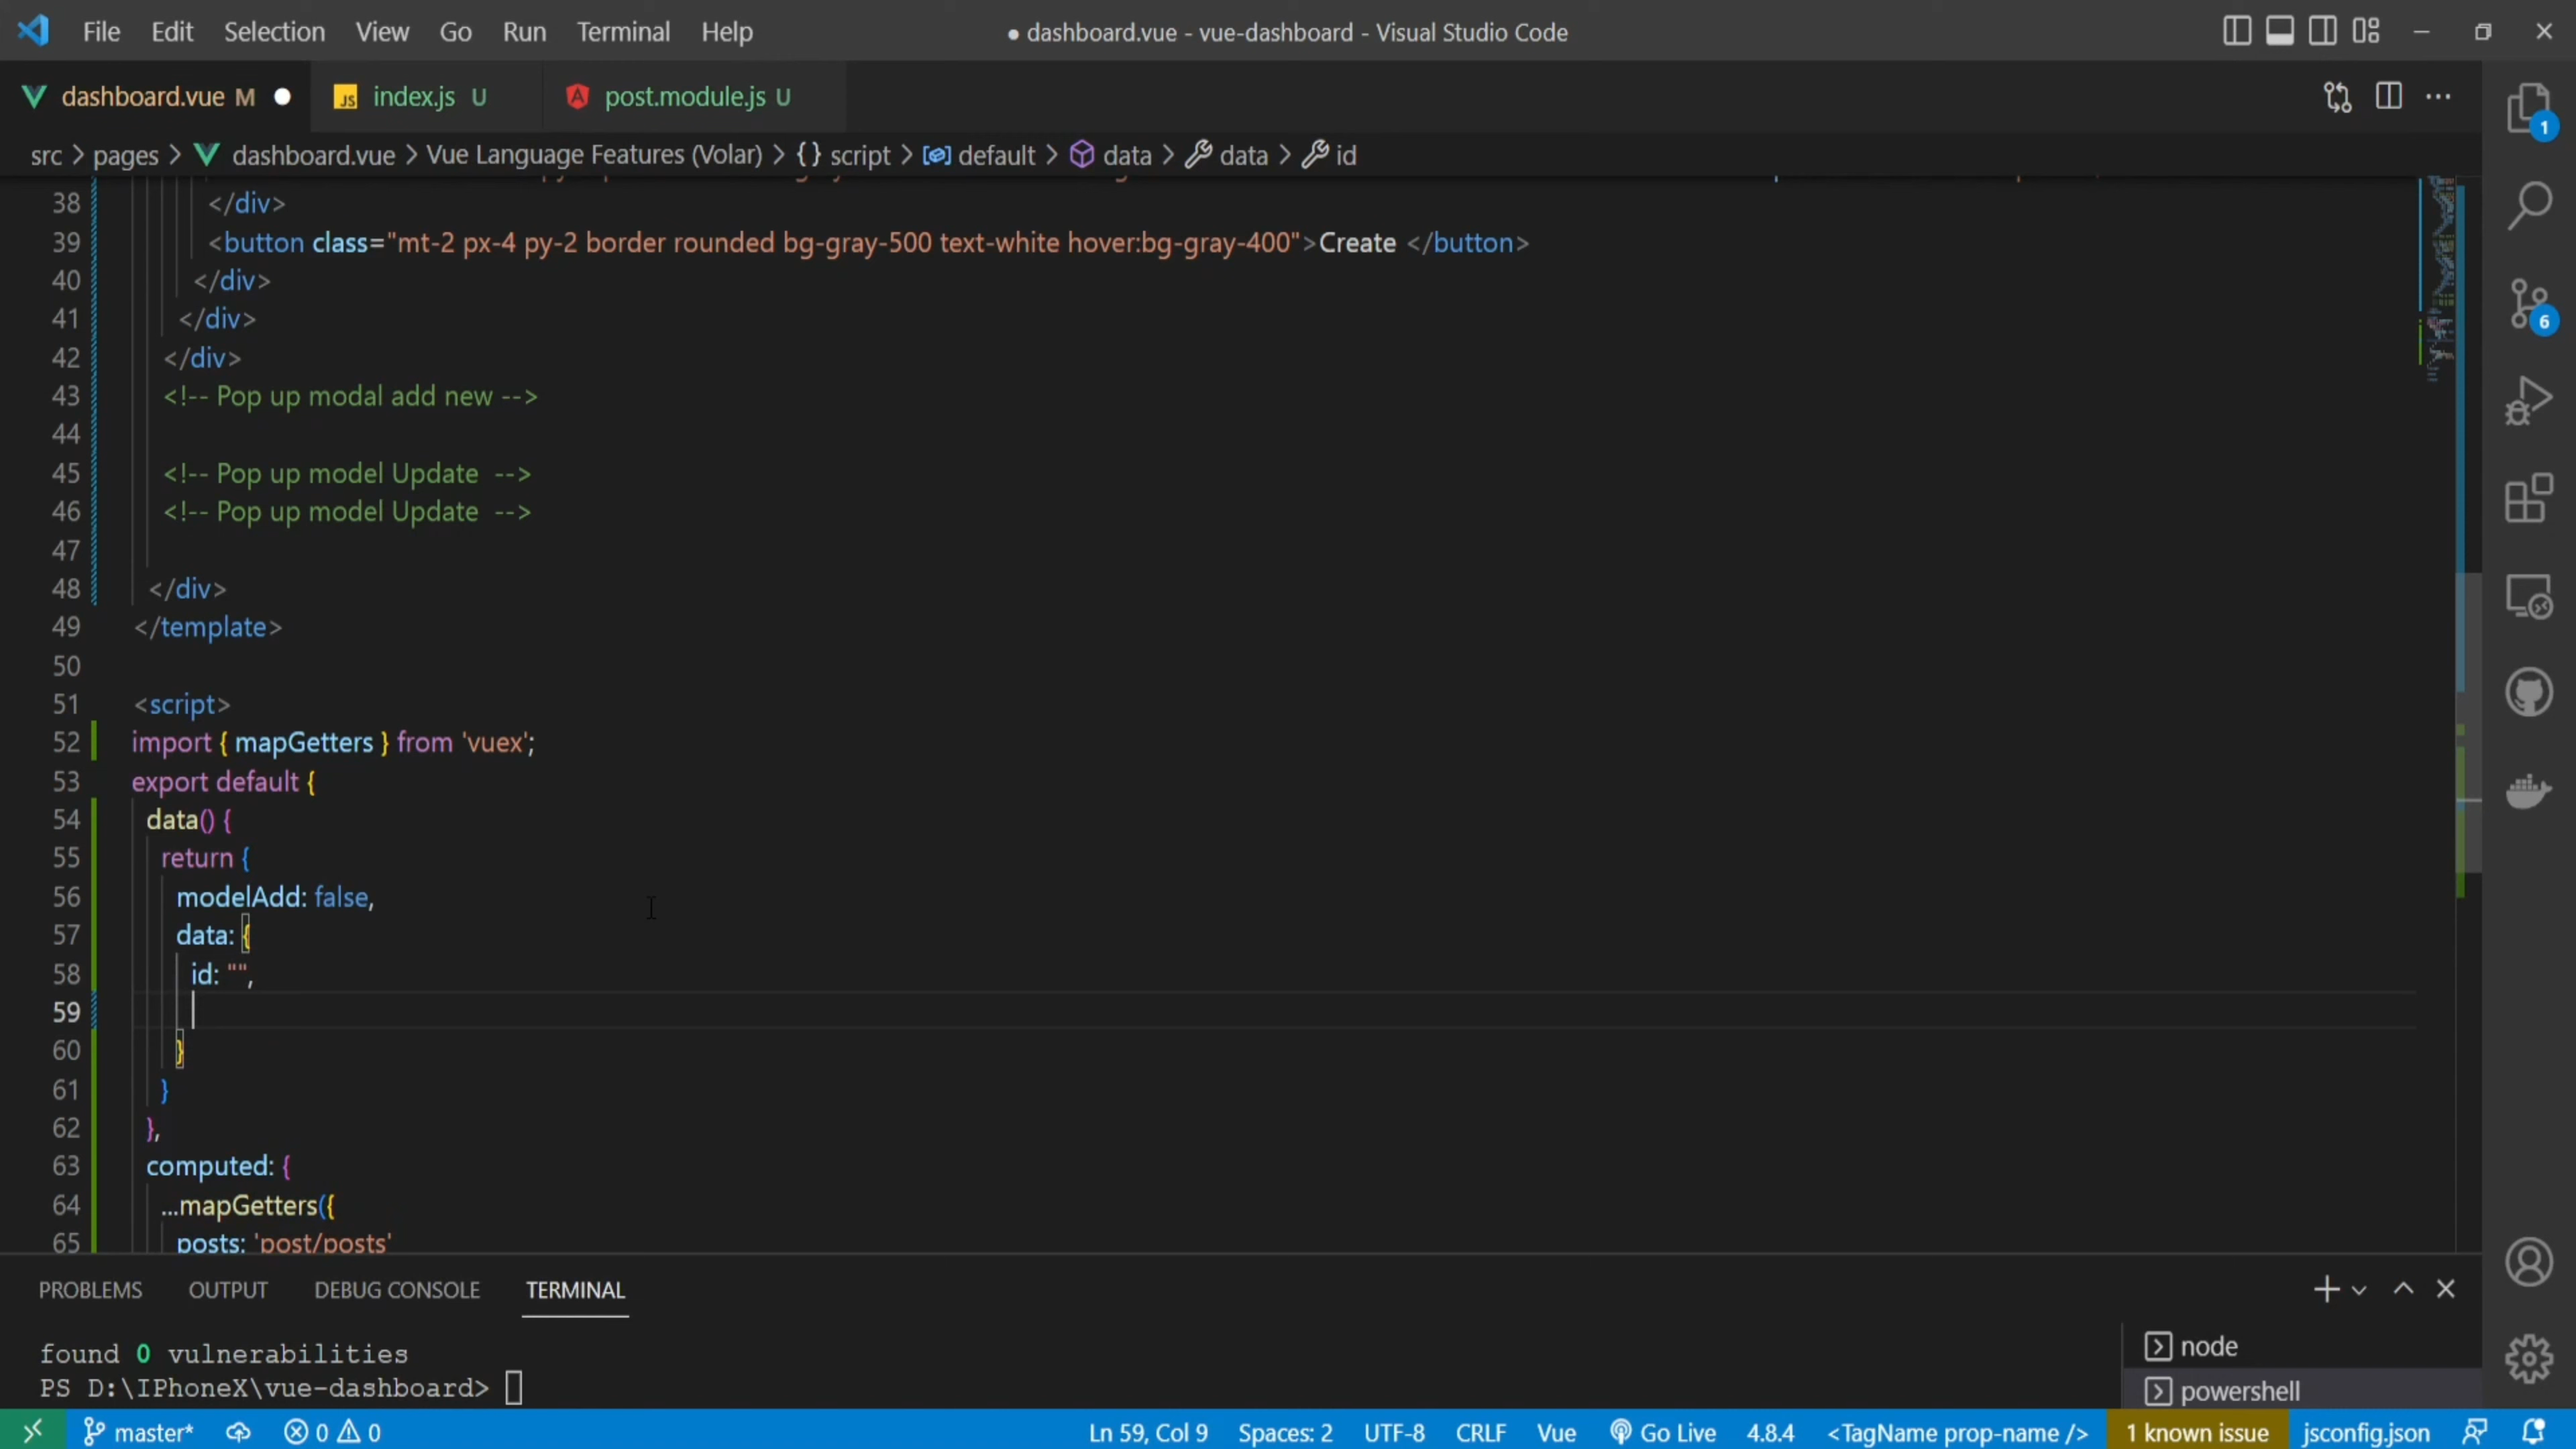 File Edit Selection View Go Run Terminal Help
● dashboard.vue - vue-dashboard - Visual Studio Code
dashboard.vue M
JS index.js U
post.module.js U
src > pages > dashboard.vue > Vue Language Features (Volar) > {} script > default > data > data > id
38 </div>
39 <button class="mt-2 px-4 py-2 border rounded bg-gray-500 text-white hover:bg-gray-400">Create </button>
40 </div>
41 </div>
42 </div>
43 <!-- Pop up modal add new -->
44
45 <!-- Pop up model Update  -->
46 <!-- Pop up model Update  -->
47
48 </div>
49 </template>
50
51 <script>
52 import { mapGetters } from 'vuex';
53 export default {
54 data() {
55 return {
56 modelAdd: false,
57 data: {
58 id: "",
59
60 }
61 }
62 },
63 computed: {
64 ...mapGetters({
65 posts: 'post/posts'
1
6
PROBLEMS OUTPUT DEBUG CONSOLE TERMINAL
found 0 vulnerabilities
PS D:\IPhoneX\vue-dashboard>
node
powershell
master* 0 0 Ln 59, Col 9 Spaces: 2 UTF-8 CRLF Vue Go Live 4.8.4 <TagName prop-name /> 1 known issue jsconfig.json